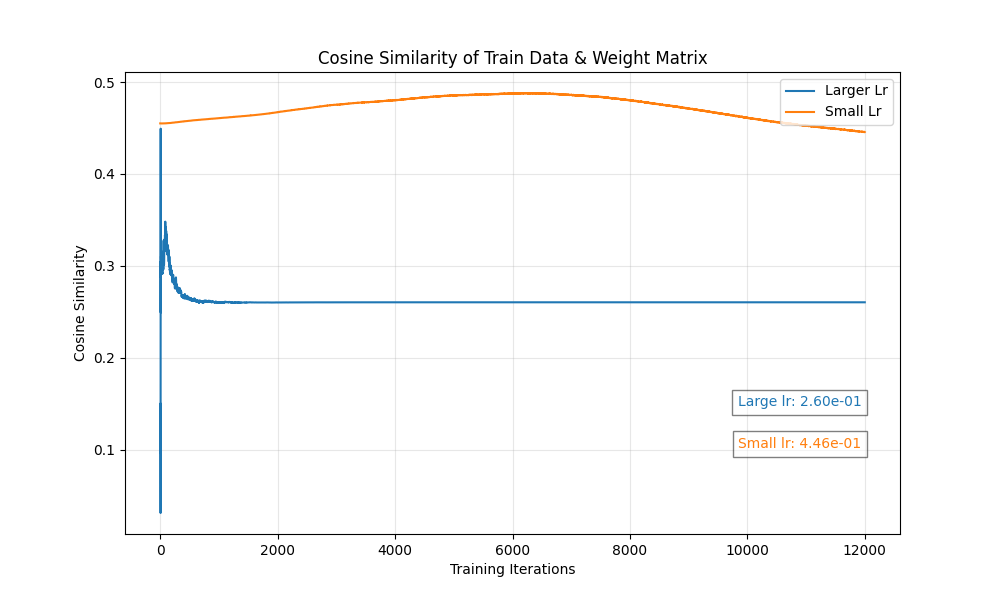 Cosine Similarity of Train Data & Weight Matrix
0.5
0.4
0.3
0.2
0.1
Cosine Similarity
Larger Lr
Small Lr
Large lr: 2.60e-01
Small lr: 4.46e-01
0 2000 4000 6000 8000 10000 12000
Training Iterations